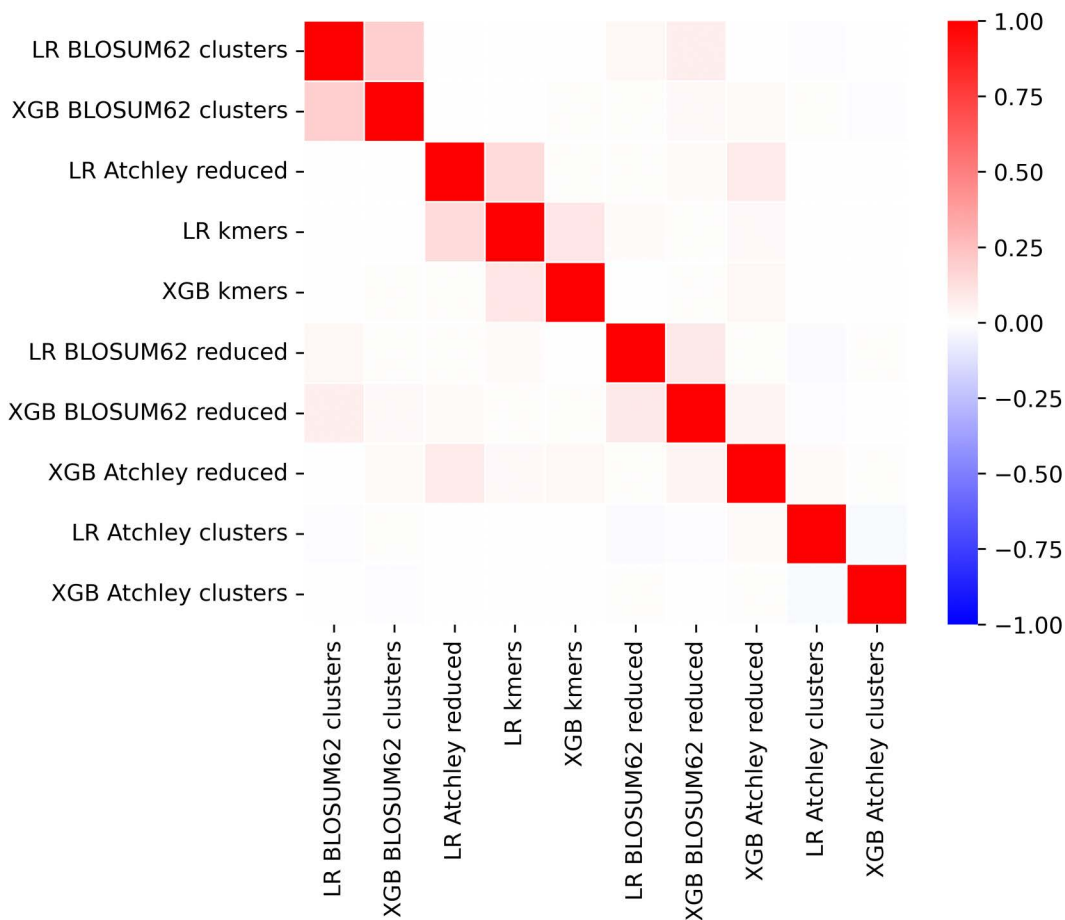 LR BLOSUM62 clusters
XGB BLOSUM62 clusters
LR Atchley reduced
LR kmers
XGB kmers
LR BLOSUM62 reduced
XGB BLOSUM62 reduced
XGB Atchley reduced
LR Atchley clusters
XGB Atchley clusters
LR BLOSUM62 clusters
XGB BLOSUM62 clusters
LR Atchley reduced
LR kmers
XGB kmers
LR BLOSUM62 reduced
XGB BLOSUM62 reduced
XGB Atchley reduced
LR Atchley clusters
XGB Atchley clusters
1.00
0.75
0.50
0.25
0.00
−0.25
−0.50
−0.75
−1.00